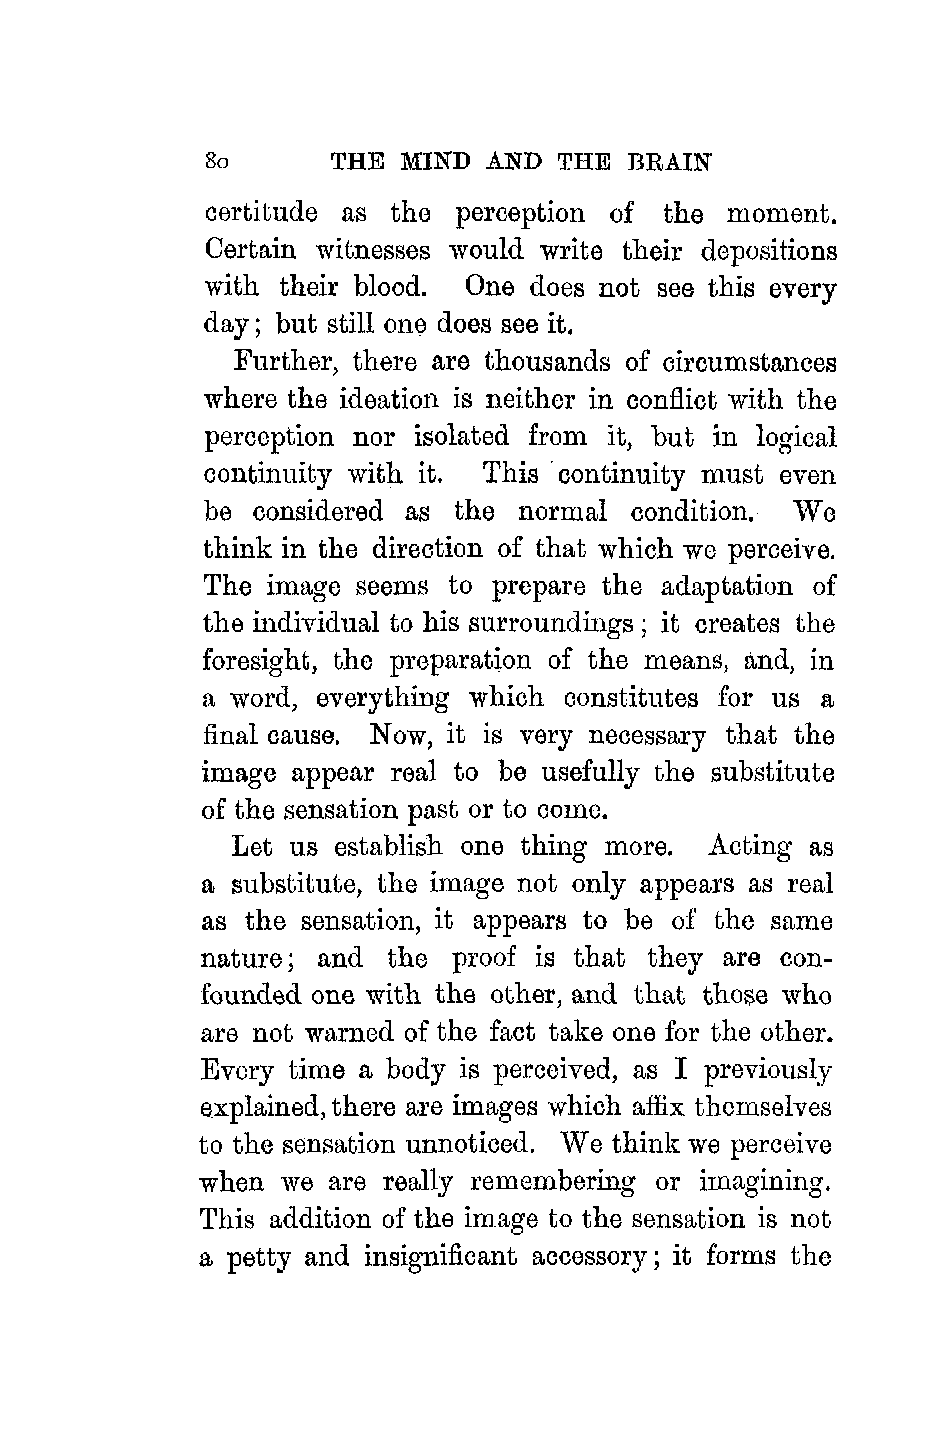 80 THE MIND AND THE BRAIN
certitude as the perception of the moment.
Certain witnesses would write their depositions
with their blood. One does not see this every
day; but still one does see it.
Further, there are thousands of circumstances
where the ideation is neither in conflict with the
perception nor isolated from it, but in logical
continuity with it. This continuity must even
be considered as the normal condition. We
think in the direction of that which we perceive.
The image seems to prepare the adaptation of
the individual to his surroundings; it creates the
foresight, the preparation of the means, and, in
a word, everything which constitutes for us a
final cause. Now, it is very necessary that the
image appear real to be usefully the substitute
of the sensation past or to come.
Let us establish one thing more. Acting as
a substitute, the image not only appears as real
as the sensation, it appears to be of the same
nature; and the proof is that they are con-
founded one with the other, and that those who
are not warned of the fact take one for the other.
Every time a body is perceived, as I previously
explained, there are images which affix themselves
to the sensation unnoticed. We think we perceive
when we are really remembering or imagining.
This addition of the image to the sensation is not
a petty and insignificant accessory; it forms the